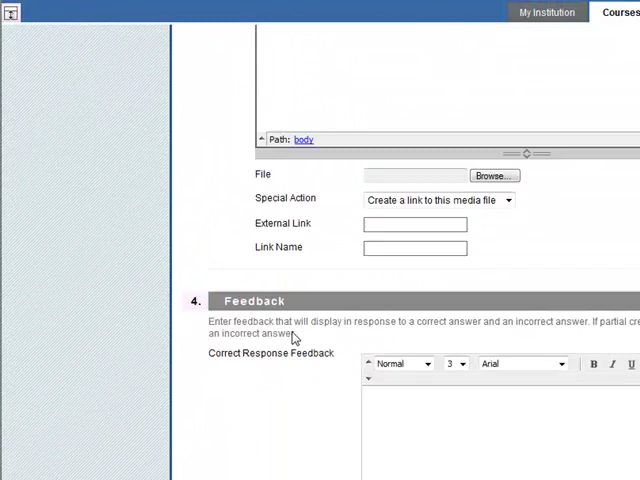 My Institution Courses
Path: body
File Browse...
Special Action Create a link to this media file
External Link
Link Name
4. Feedback
Enter feedback that will display in response to a correct answer and an incorrect answer. If partial cre
an incorrect answer.
Correct Response Feedback
Normal 3 Arial B I U